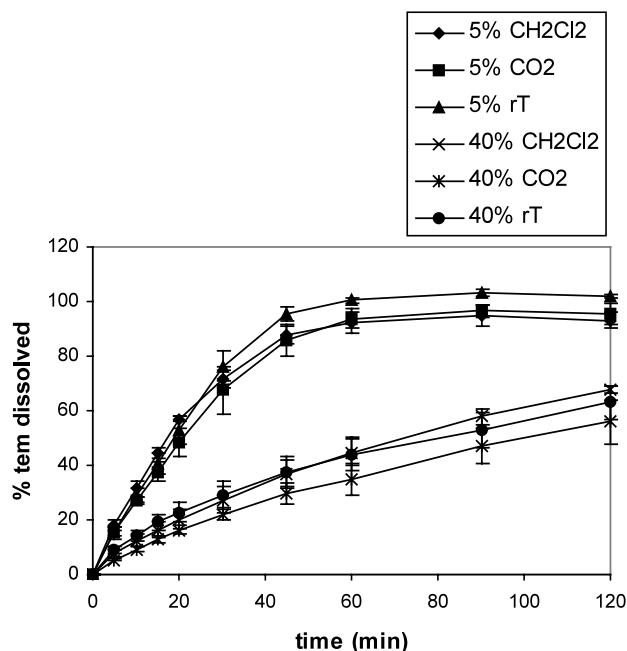 5% CH2Cl2
5% CO2
5% rT
40% CH2Cl2
40% CO2
40% rT
120
100
80
60
40
20
0
% tem dissolved
0 20 40 60 80 100 120
time (min)